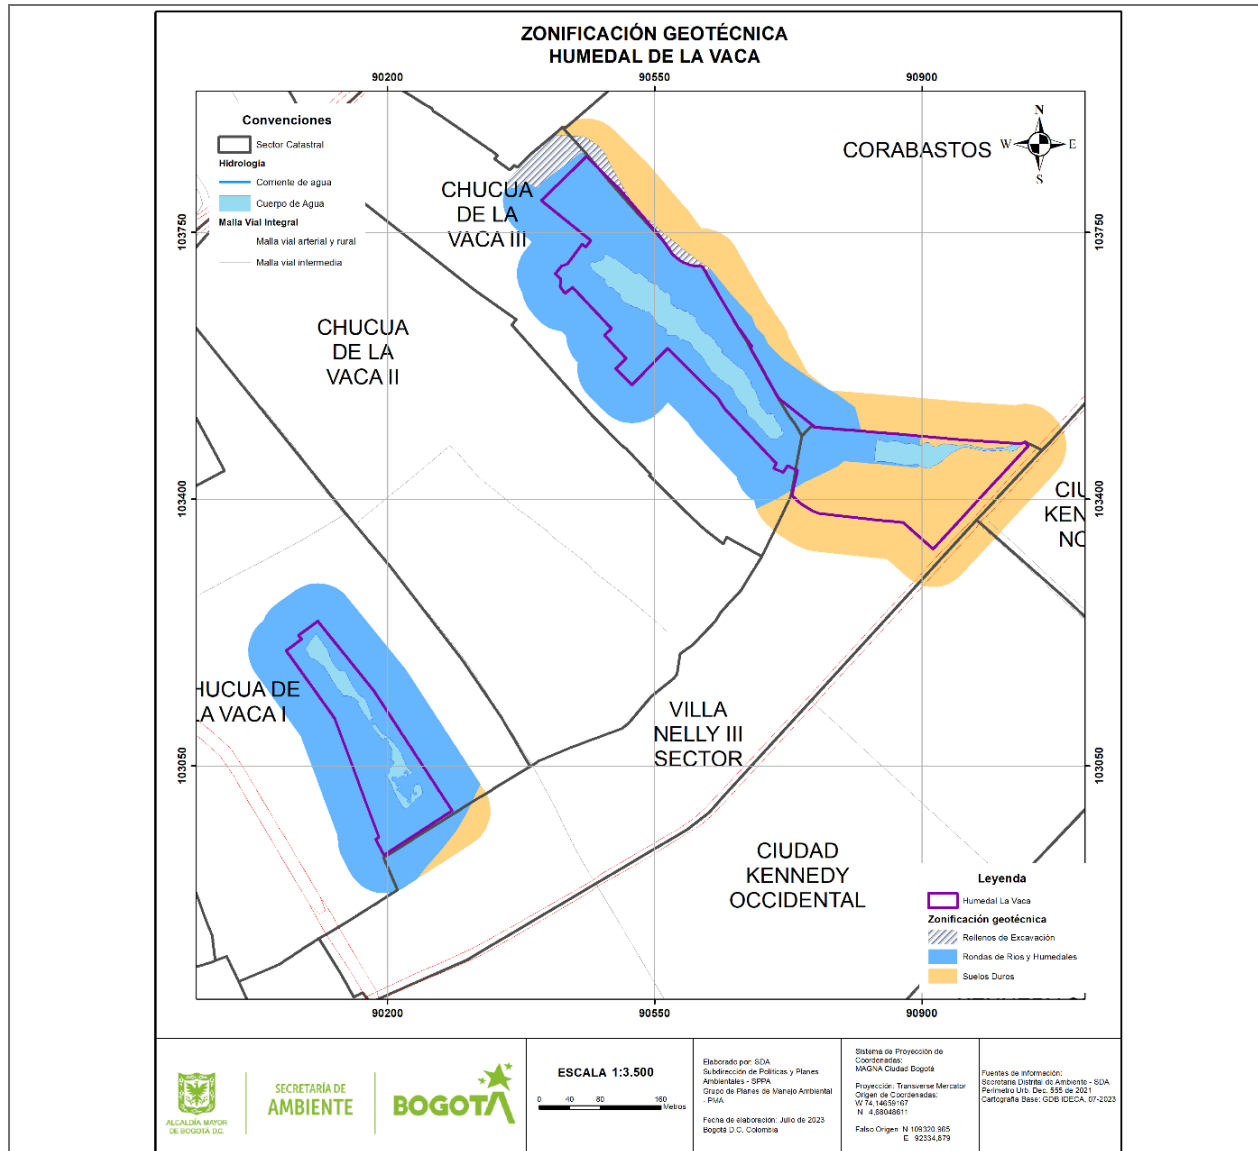 ZONIFICACIÓN GEOTÉCNICA
HUMEDAL DE LA VACA
90200
90550
90900
Convenciones
Sector Catastral
Hidrología
Corriente de agua
Cuerpo de Agua
Malla Vial Integral
Malla vial arterial y rural
Malla vial intermedia
N
W
E
S
CORABASTOS
CHUCUA
DE LA
VACA III
103750
103750
CHUCUA
DE LA
VACA II
103400
103400
CIU
KEN
NO
HUCUA DE
LA VACA I
VILLA
NELLY III
SECTOR
103050
103050
CIUDAD
KENNEDY
OCCIDENTAL
Leyenda
Humedal La Vaca
Zonificación geotécnica
Rellenos de Excavación
Rondas de Rios y Humedales
Suelos Duros
90200
90550
90900
ALCALDÍA MAYOR
DE BOGOTÁ D.C.
SECRETARÍA DE
AMBIENTE
BOGOTÁ
ESCALA 1:3.500
0 40 80 160
Metros
Elaborado por: SDA
Subdirección de Políticas y Planes
Ambientales - SPPA
Grupo de Planes de Manejo Ambiental
- PMA
Fecha de elaboración: Julio de 2023
Bogotá D.C. Colombia
Sistema de Proyección de
Coordenadas:
MAGNA Ciudad Bogotá
Proyección: Transverse Mercator
Origen de Coordenadas:
W 74,14659167
N 4,68048611
Falso Origen: N 109320,965
E 92334,879
Fuentes de información:
Secretaría Distrital de Ambiente - SDA
Perímetro Urb. Dec. 555 de 2021
Cartografía Base: GDB IDECA. 07-2023